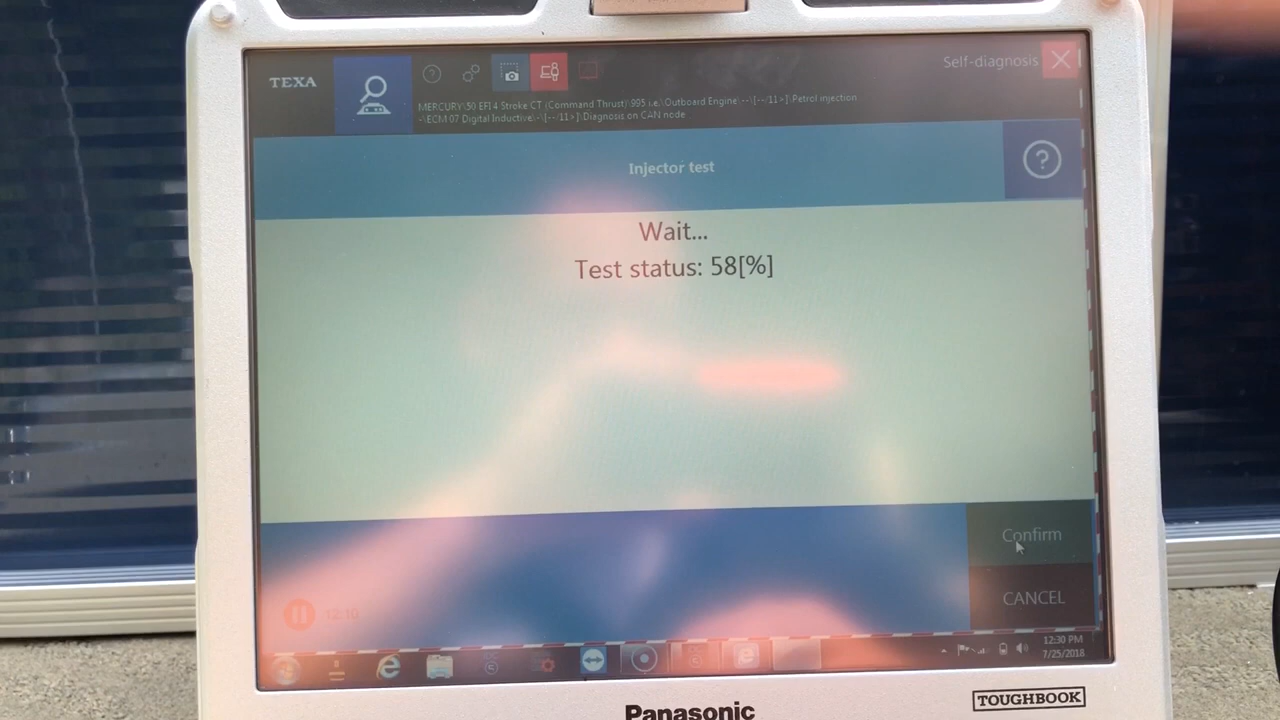 TEXA
Self-diagnosis
MERCURY\50 EFI 4 Stroke CT (Command Thrust)\995 i.e.\Outboard Engine\--\[--/11>]\Petrol injection
-\ECM 07 Digital Inductive\-\[--/11>]\Diagnosis on CAN node
Injector test
?
Wait...
Test status: 58[%]
Confirm
CANCEL
12:10
12:30 PM
7/25/2018
Panasonic
TOUGHBOOK